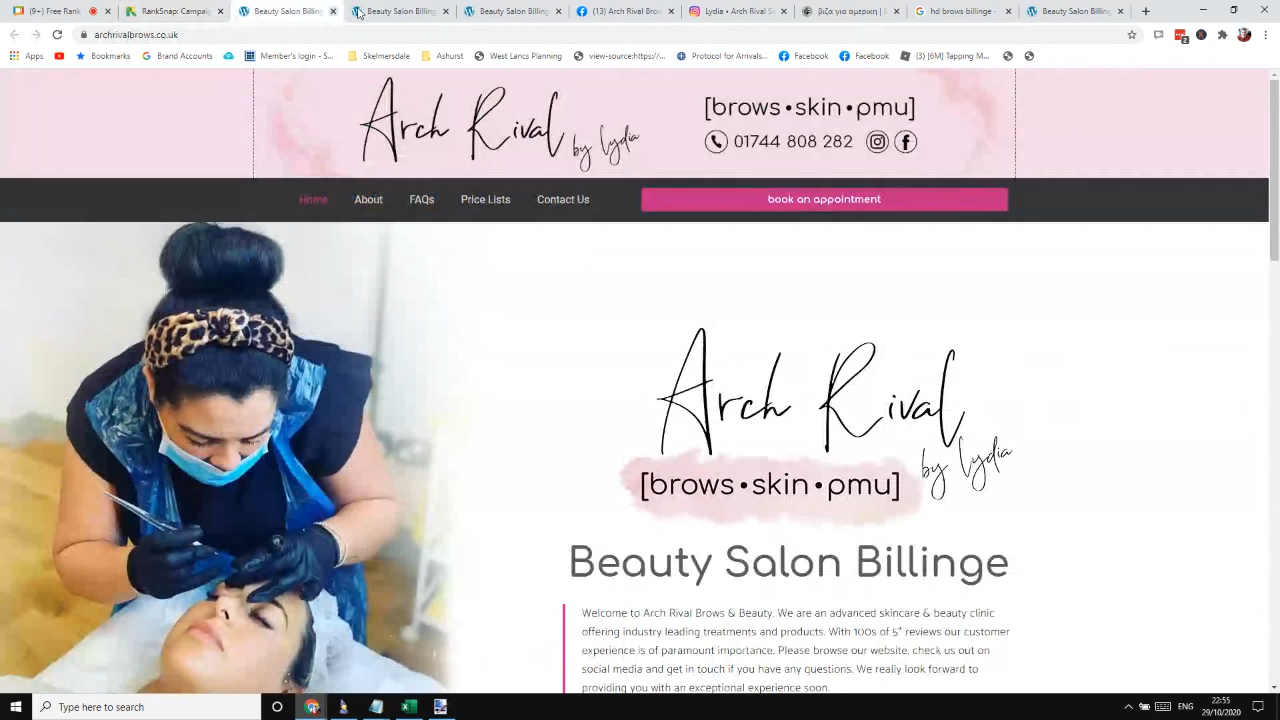 (9+) Free Rank
RankSnap: Campaig
Beauty Salon Billing
Beauty Salon Billing
Beauty Salon Billing
(13) Arch Rival Brow
Lydia • Arch Rival S
βίζα για αμερικη | E
hd brows billinge -
Beauty Salon Billing
archrivalbrows.co.uk
2
Apps
Bookmarks
Brand Accounts
Member's login - S...
Skelmersdale
Ashurst
West Lancs Planning
view-source:https:/...
Protocol for Arrivals...
Facebook
Facebook
(3) [6M] Tapping M...
Arch Rival
by lydia
[brows•skin•pmu]
01744 808 282
Home
About
FAQs
Price Lists
Contact Us
book an appointment
Arch Rival
by lydia
[brows•skin•pmu]
Beauty Salon Billinge
Welcome to Arch Rival Brows & Beauty. We are an advanced skincare & beauty clinic
offering industry leading treatments and products. With 100s of 5* reviews our customer
experience is of paramount importance. Please browse our website, check us out on
social media and get in touch if you have any questions. We really look forward to
providing you with an exceptional experience soon.
Type here to search
ENG
22:55
29/10/2020